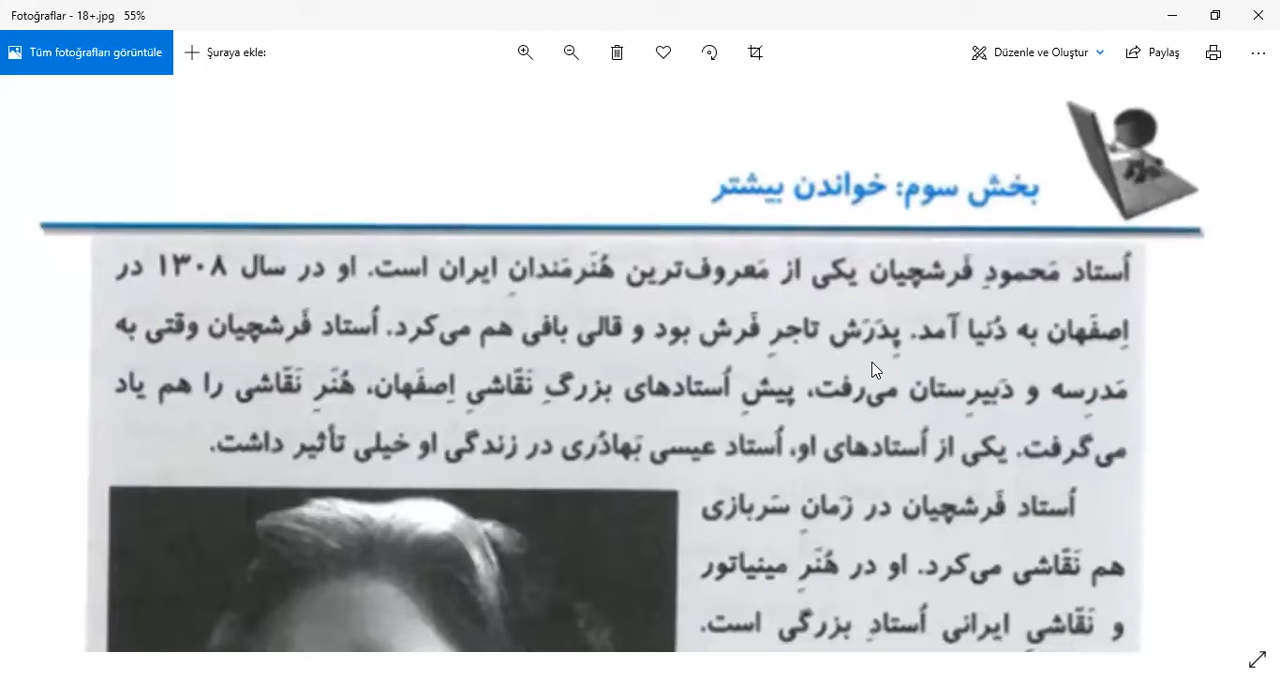 Fotoğraflar - 18+.jpg 55%
Tüm fotoğrafları görüntüle
Şuraya ekle:
Düzenle ve Oluştur
Paylaş
بخش سوم: خواندن بیشتر
اُستاد مَحمودِ فَرشچیان یکی از مَعروف‌ترین هُنَرمَندانِ ایران است. او در سال ۱۳۰۸ در
اِصفَهان به دُنیا آمد. پِدَرَش تاجرِ فَرش بود و قالی بافی هم می‌کرد. اُستاد فَرشچیان وقتی به
مَدرِسه و دَبیرِستان می‌رفت، پیشِ اُستادهای بزرگِ نَقّاشیِ اِصفَهان، هُنَرِ نَقّاشی را هم یاد
می‌گرفت. یکی از اُستادهای او، اُستاد عیسی بَهادُری در زندگی او خیلی تأثیر داشت.
اُستاد فَرشچیان در زَمانِ سَربازی
هم نَقّاشی می‌کرد. او در هُنَرِ مینیاتور
و نَقّاشیِ ایرانی اُستادِ بزرگی است.